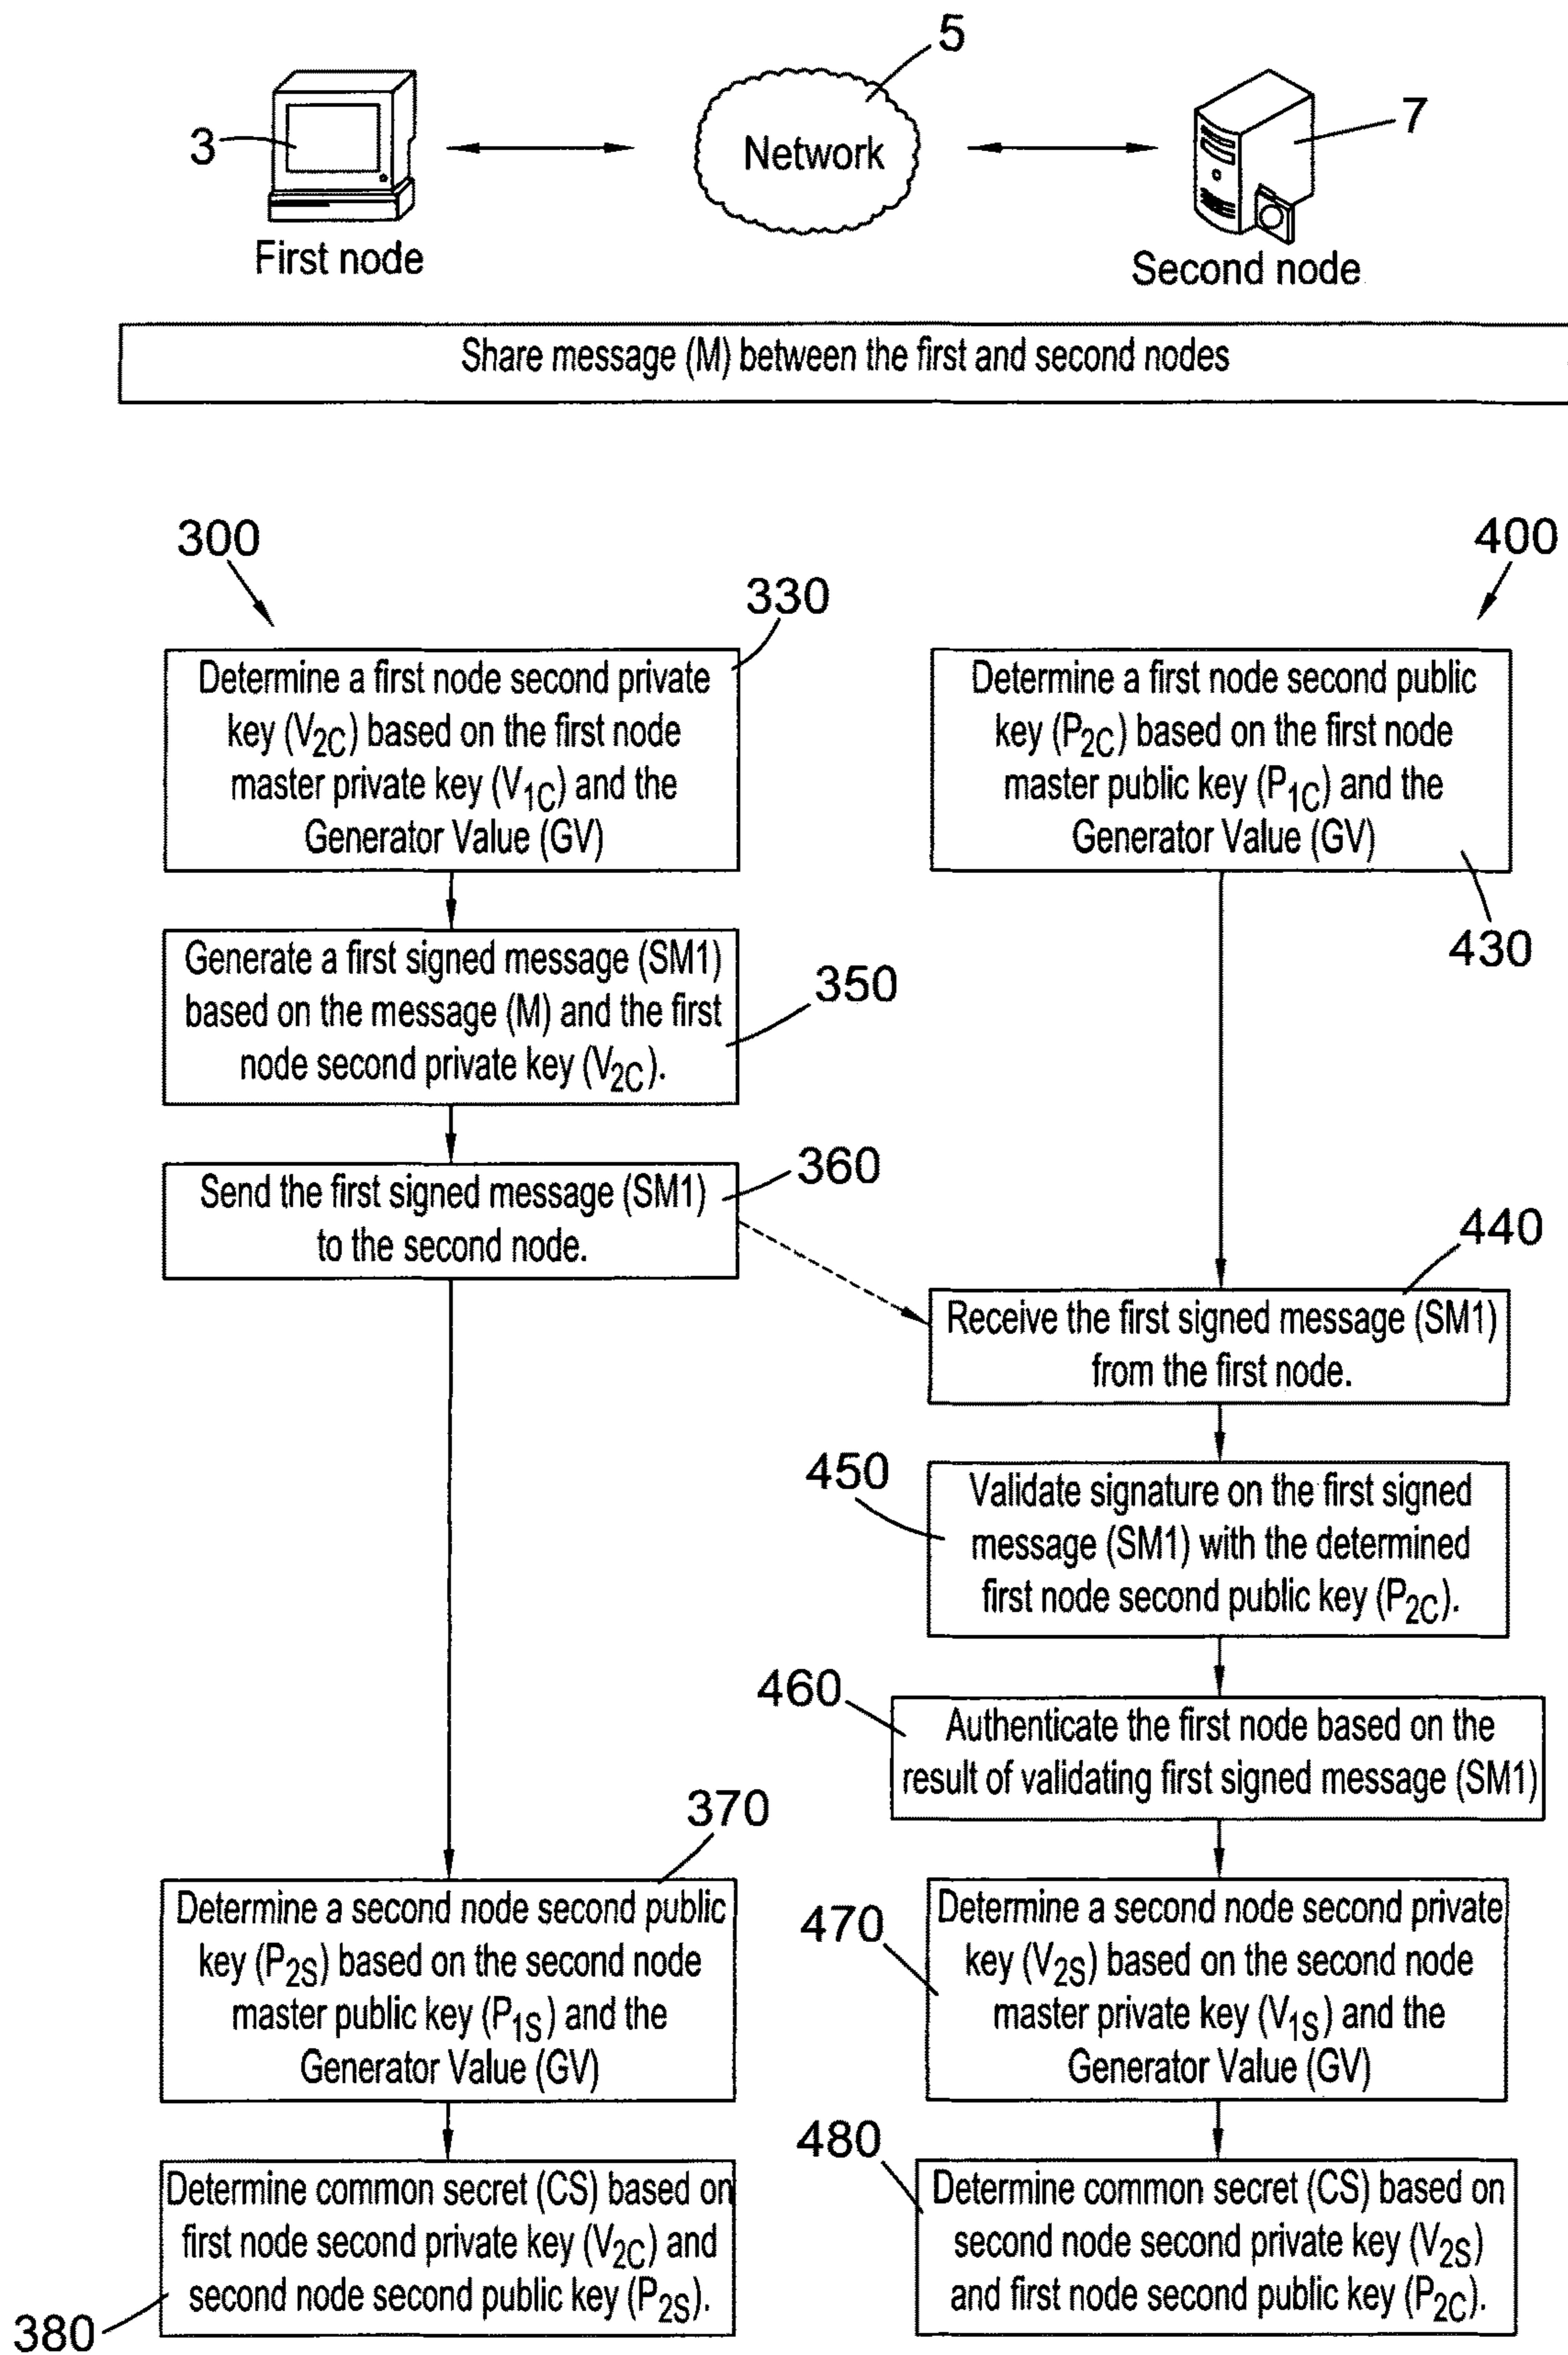 5
3
Network
7
First node
Second node
Share message (M) between the first and second nodes
300
400
330
Determine a first node second private
key (V2C) based on the first node
master private key (V1C) and the
Generator Value (GV)
Determine a first node second public
key (P2C) based on the first node
master public key (P1C) and the
Generator Value (GV)
430
Generate a first signed message (SM1)
based on the message (M) and the first
node second private key (V2C).
350
Send the first signed message (SM1)
to the second node.
360
440
Receive the first signed message (SM1)
from the first node.
450
Validate signature on the first signed
message (SM1) with the determined
first node second public key (P2C).
460
Authenticate the first node based on the
result of validating first signed message (SM1)
370
Determine a second node second public
key (P2S) based on the second node
master public key (P1S) and the
Generator Value (GV)
470
Determine a second node second private
key (V2S) based on the second node
master private key (V1S) and the
Generator Value (GV)
Determine common secret (CS) based on
first node second private key (V2C) and
second node second public key (P2S).
380
480
Determine common secret (CS) based on
second node second private key (V2S)
and first node second public key (P2C).